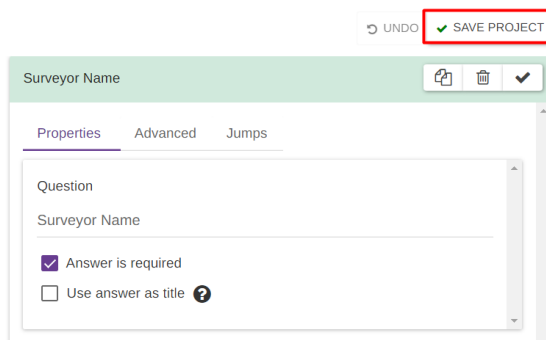 UNDO
SAVE PROJECT
Surveyor Name
Properties Advanced Jumps
Question
Surveyor Name
Answer is required
Use answer as title ?